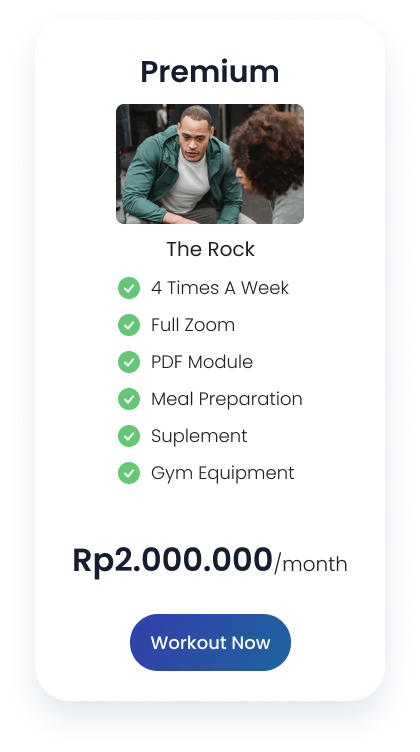 Premium
The Rock
4 Times A Week
Full Zoom
PDF Module
Meal Preparation
Suplement
Gym Equipment
Rp2.000.000/month
Workout Now